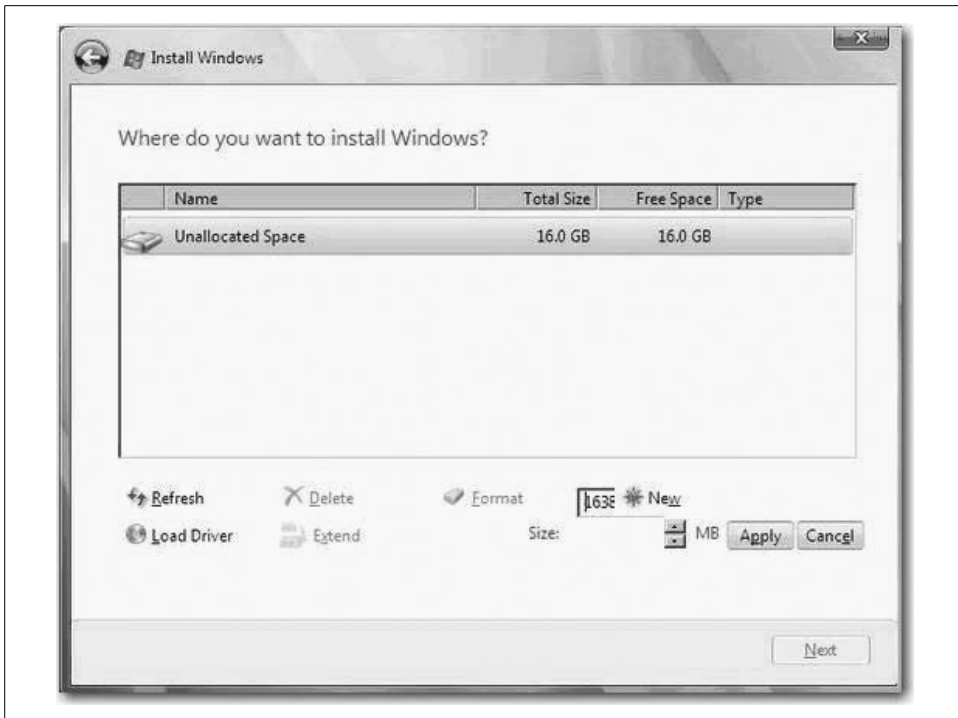 Install Windows
Where do you want to install Windows?
Name Total Size Free Space Type
Unallocated Space 16.0 GB 16.0 GB
Refresh Delete Format New
Load Driver Extend Size: MB Apply Cancel
Next